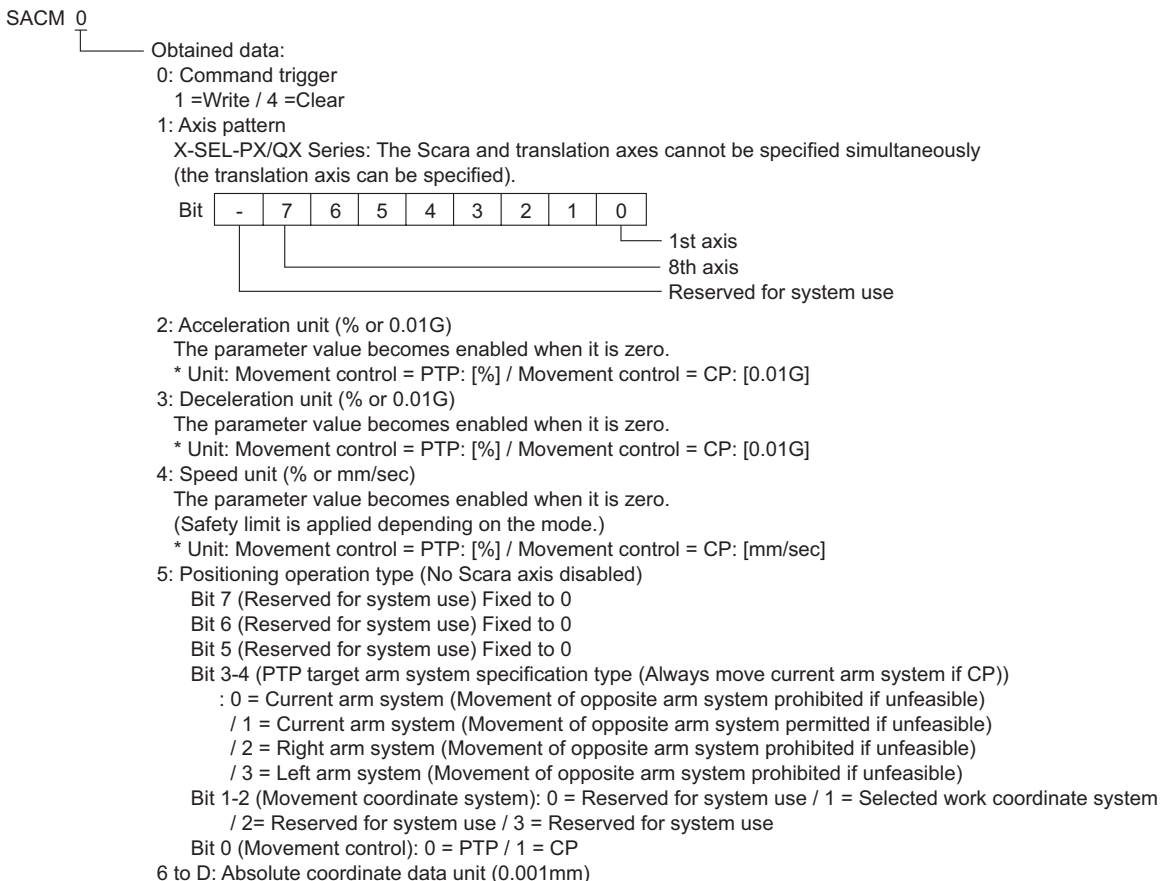 SACM 0
Obtained data:
0: Command trigger
1 =Write / 4 =Clear
1: Axis pattern
X-SEL-PX/QX Series: The Scara and translation axes cannot be specified simultaneously
(the translation axis can be specified).
Bit - 7 6 5 4 3 2 1 0
1st axis
8th axis
Reserved for system use
2: Acceleration unit (% or 0.01G)
The parameter value becomes enabled when it is zero.
* Unit: Movement control = PTP: [%] / Movement control = CP: [0.01G]
3: Deceleration unit (% or 0.01G)
The parameter value becomes enabled when it is zero.
* Unit: Movement control = PTP: [%] / Movement control = CP: [0.01G]
4: Speed unit (% or mm/sec)
The parameter value becomes enabled when it is zero.
(Safety limit is applied depending on the mode.)
* Unit: Movement control = PTP: [%] / Movement control = CP: [mm/sec]
5: Positioning operation type (No Scara axis disabled)
Bit 7 (Reserved for system use) Fixed to 0
Bit 6 (Reserved for system use) Fixed to 0
Bit 5 (Reserved for system use) Fixed to 0
Bit 3-4 (PTP target arm system specification type (Always move current arm system if CP))
: 0 = Current arm system (Movement of opposite arm system prohibited if unfeasible)
/ 1 = Current arm system (Movement of opposite arm system permitted if unfeasible)
/ 2 = Right arm system (Movement of opposite arm system prohibited if unfeasible)
/ 3 = Left arm system (Movement of opposite arm system prohibited if unfeasible)
Bit 1-2 (Movement coordinate system): 0 = Reserved for system use / 1 = Selected work coordinate system
/ 2= Reserved for system use / 3 = Reserved for system use
Bit 0 (Movement control): 0 = PTP / 1 = CP
6 to D: Absolute coordinate data unit (0.001mm)